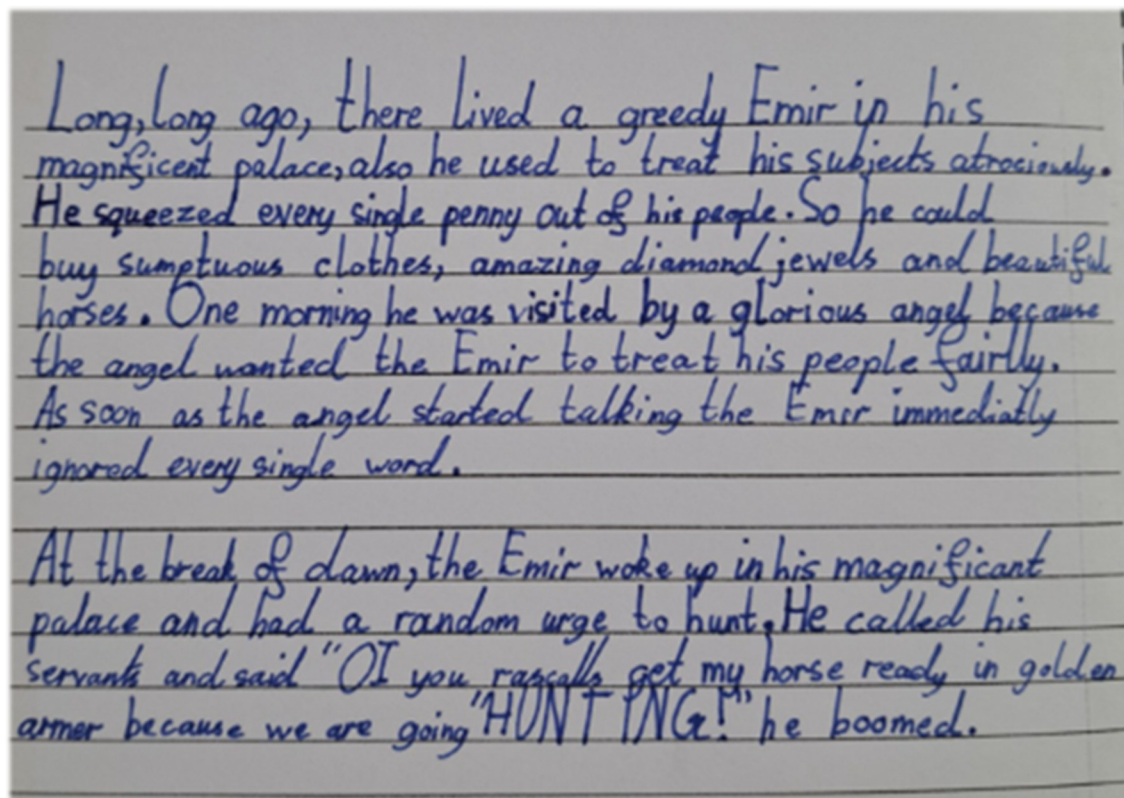 Long, long ago, there lived a greedy Emir in his
magnificent palace, also he used to treat his subjects atrociously.
He squeezed every single penny out of his people. So he could
buy sumptuous clothes, amazing diamond jewels and beautiful
horses. One morning he was visited by a glorious angel because
the angel wanted the Emir to treat his people fairly.
As soon as the angel started talking the Emir immediatly
ignored every single word.
At the break of dawn, the Emir woke up in his magnificant
palace and had a random urge to hunt. He called his
servants and said "OI you rascalls get my horse ready in golden
armer because we are going "HUNTING!" he boomed.